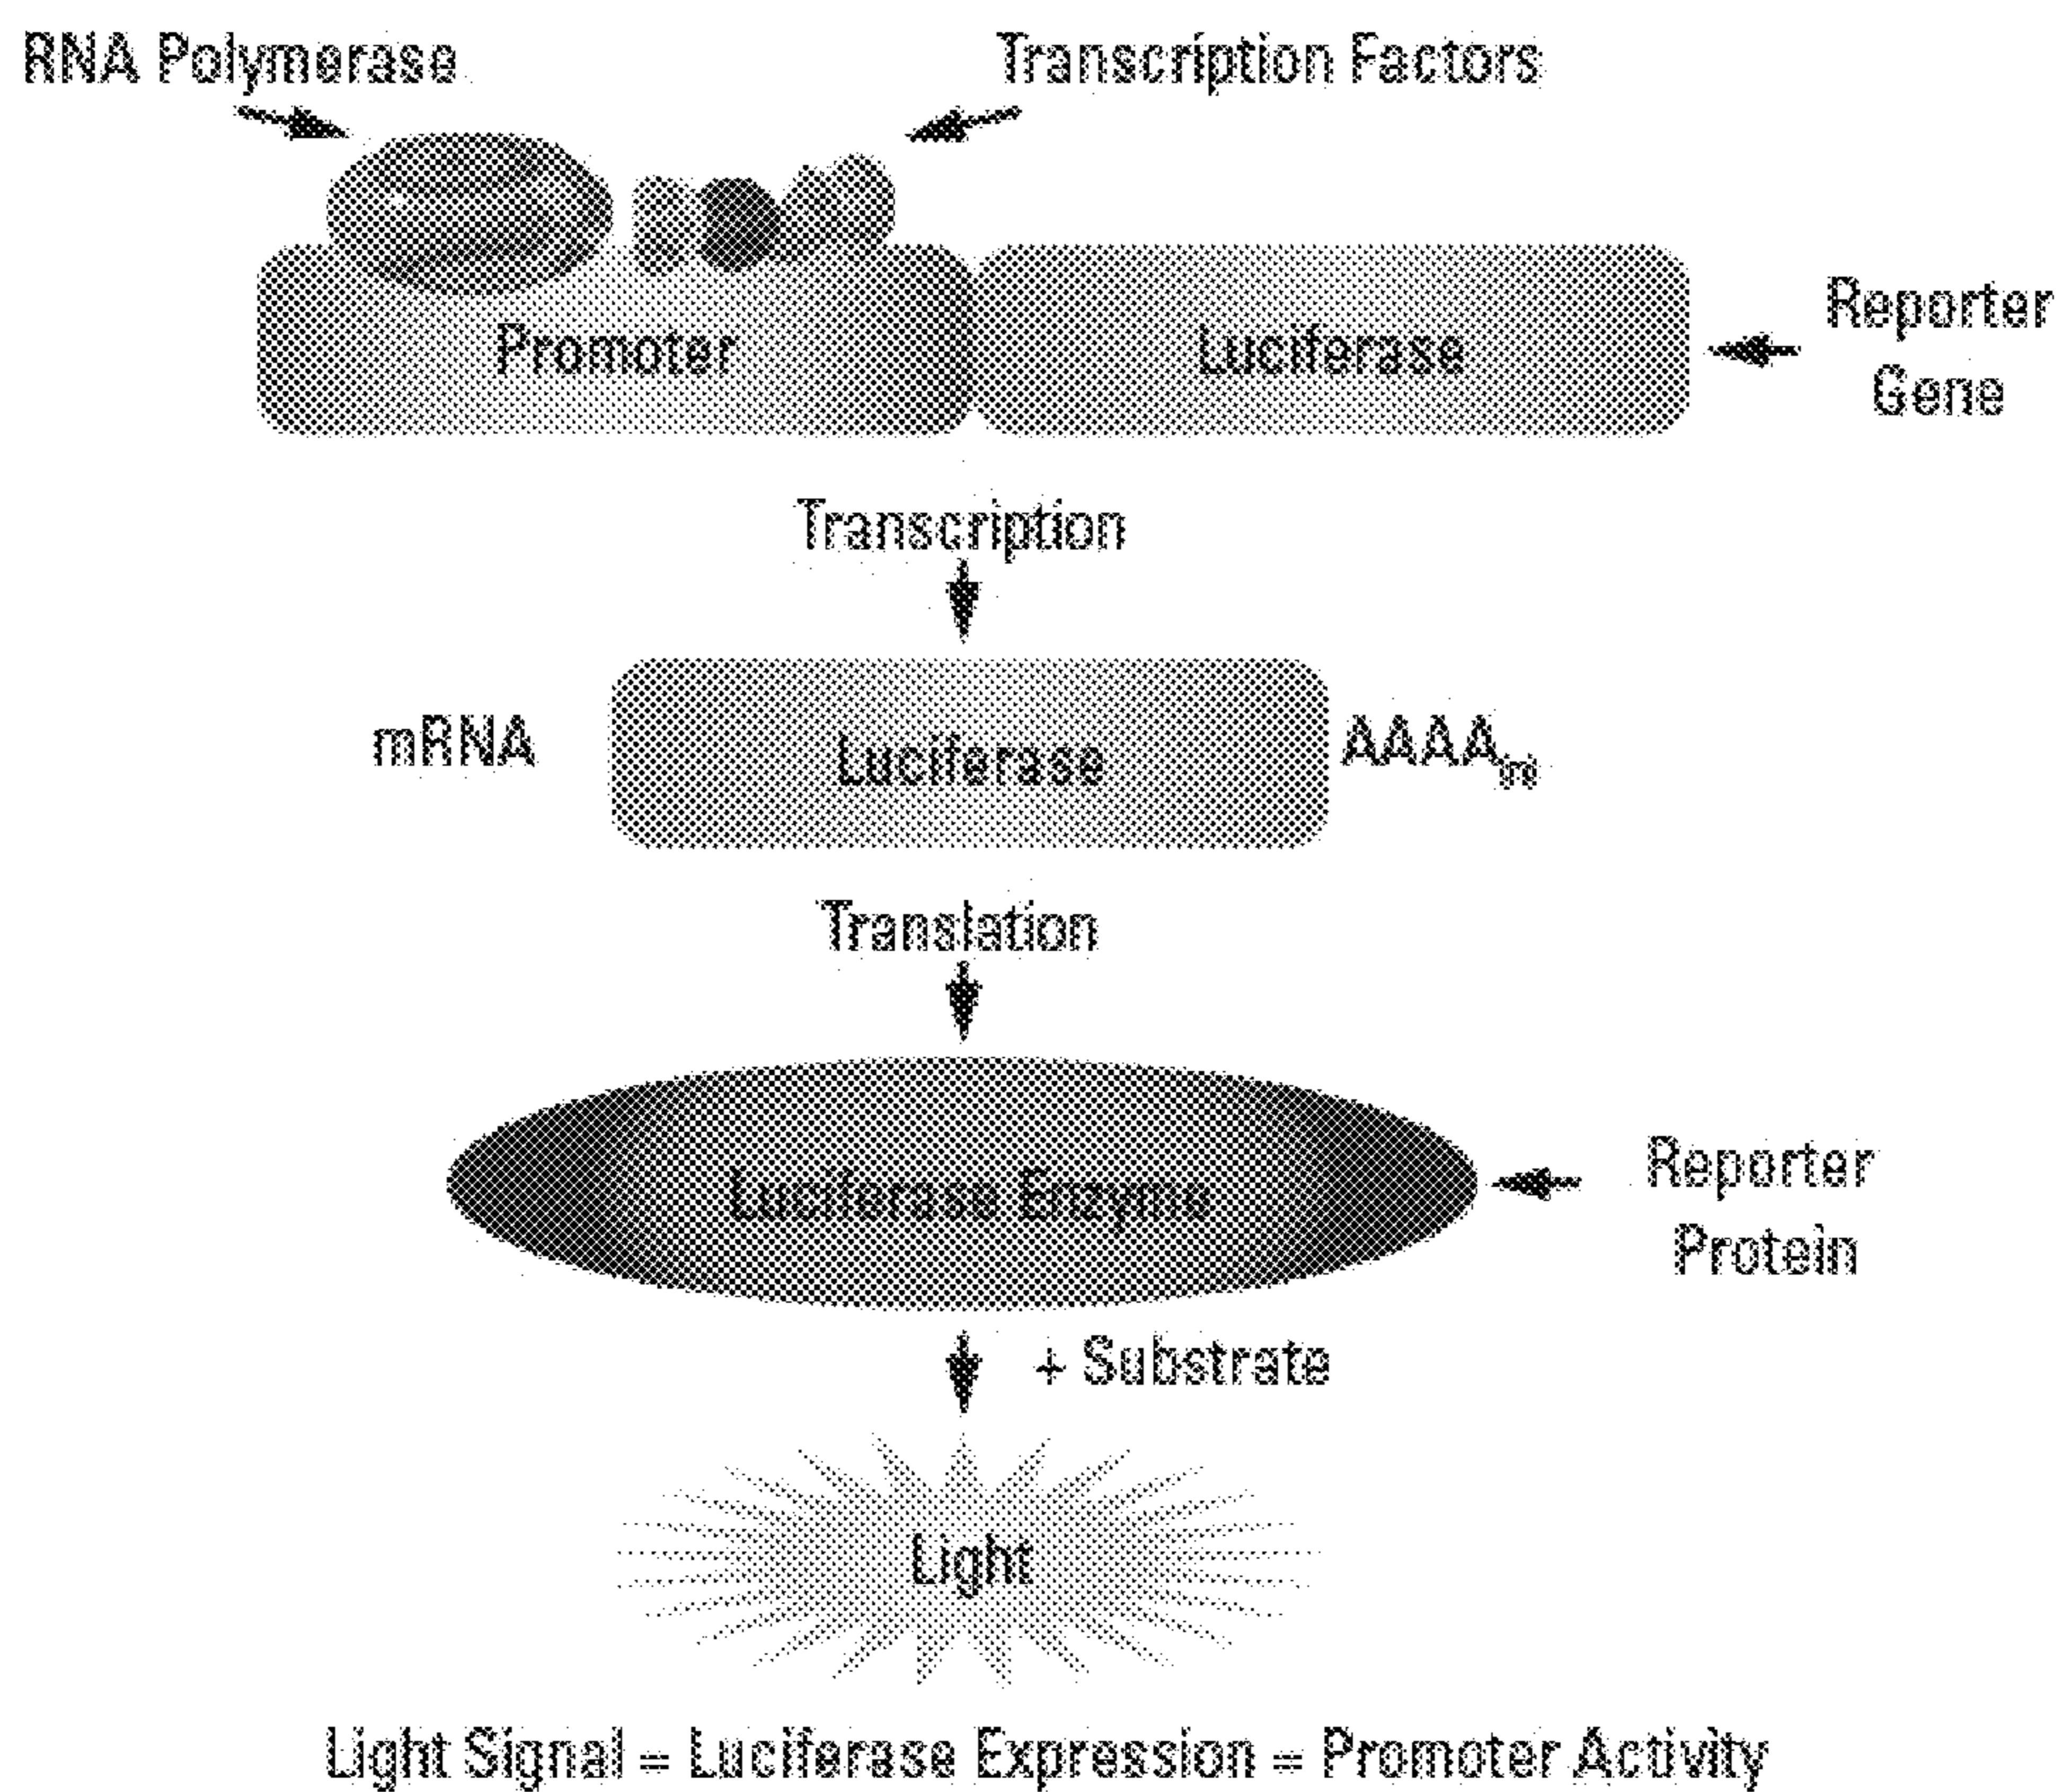 RNA Polymerase
Transcription Factors
Promoter
Luciferase
Reporter
Gene
Transcription
mRNA
Luciferase
AAAA(n)
Translation
Luciferase Enzyme
Reporter
Protein
+ Substrate
Light
Light Signal = Luciferase Expression = Promoter Activity